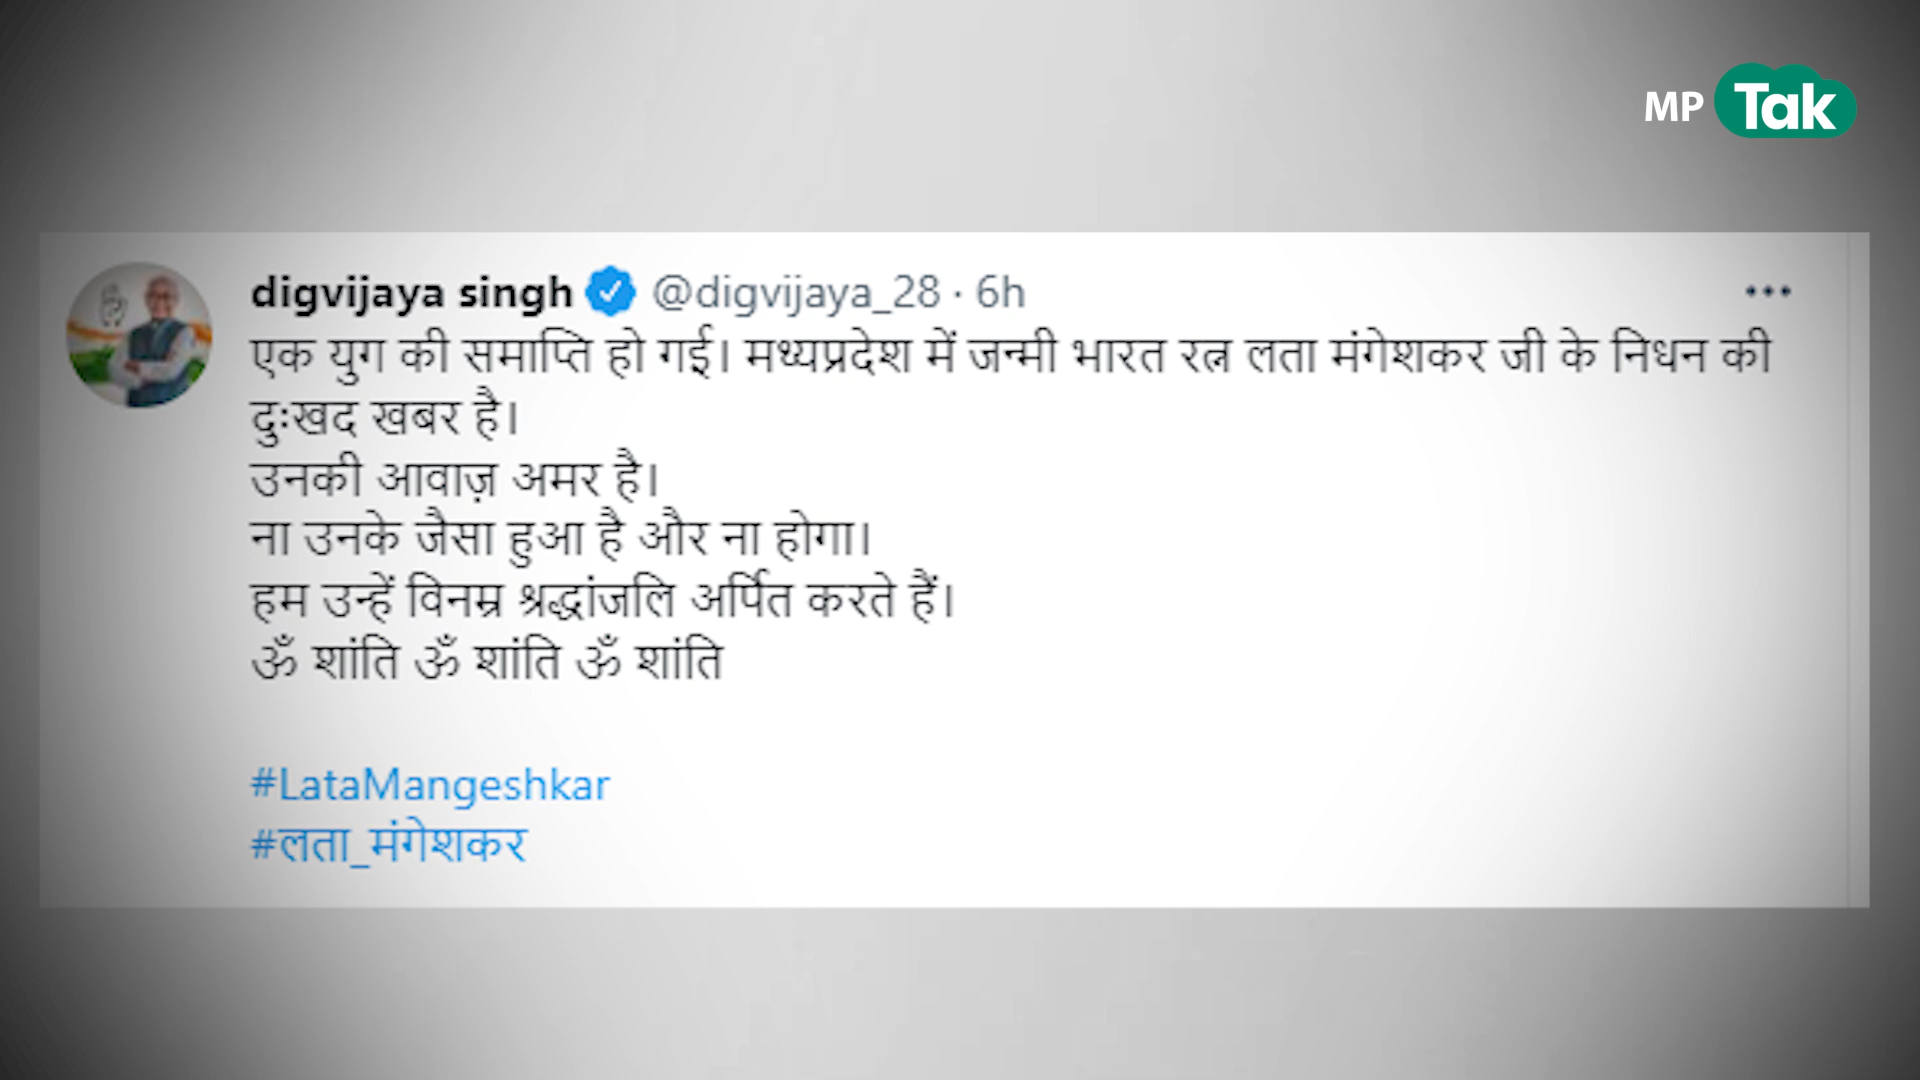 MP Tak
digvijaya singh @digvijaya_28 · 6h
एक युग की समाप्ति हो गई। मध्यप्रदेश में जन्मी भारत रत्न लता मंगेशकर जी के निधन की
दुःखद खबर है।
उनकी आवाज़ अमर है।
ना उनके जैसा हुआ है और ना होगा।
हम उन्हें विनम्र श्रद्धांजलि अर्पित करते हैं।
ॐ शांति ॐ शांति ॐ शांति
#LataMangeshkar
#लता_मंगेशकर